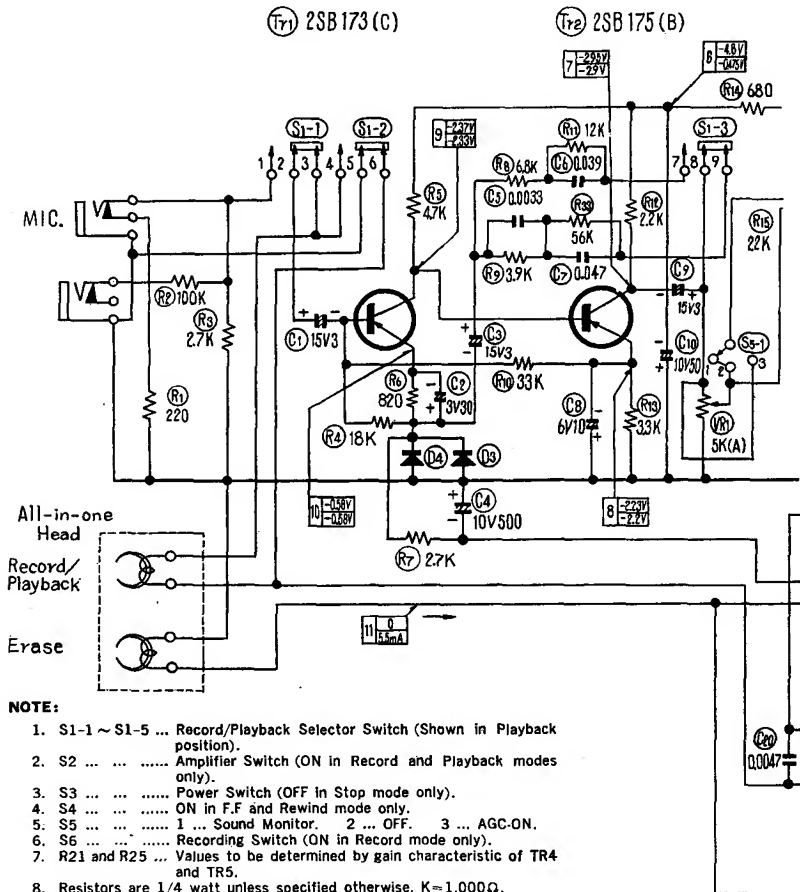 Tr1 2SB173(C)
Tr2 2SB175(B)
7 -2.95V -2.9V
6 -4.6V -0.475V
R14 680
S1-1 S1-2
9 -2.37V -2.33V
R11 12K
S1-3
1 2 3 4 5 6
R8 6.8K C6 0.039
7 8 9
C5 0.0033
R5 4.7K
MIC.
R33 56K
R12 2.2K
R15 22K
R9 3.9K C7 0.047
C9 15V3
R2 100K
R3 2.7K
C1 15V3
C3 15V3
C10 10V50
S5-1
1 2 3
R10 33K
R6 820
C2 3V30
C8 6V10
R13 3.3K
VR1 5K(A)
R1 220
R4 18K
D4 D3
C4 10V500
10 -0.58V -0.58V
8 -2.23V -2.2V
All-in-one
Head
R7 2.7K
Record/
Playback
11 0 5.5mA
Erase
C20
0.0047
NOTE:
1. S1-1 ~ S1-5 ... Record/Playback Selector Switch (Shown in Playback
position).
2. S2 ... ... ...... Amplifier Switch (ON in Record and Playback modes
only).
3. S3 ... ... ...... Power Switch (OFF in Stop mode only).
4. S4 ... ... ...... ON in F.F and Rewind mode only.
5. S5 ... ... ...... 1 ... Sound Monitor. 2 ... OFF. 3 ... AGC-ON.
6. S6 ... ... ...... Recording Switch (ON in Record mode only).
7. R21 and R25 ... Values to be determined by gain characteristic of TR4
and TR5.
8. Resistors are 1/4 watt unless specified otherwise. K=1,000Ω.